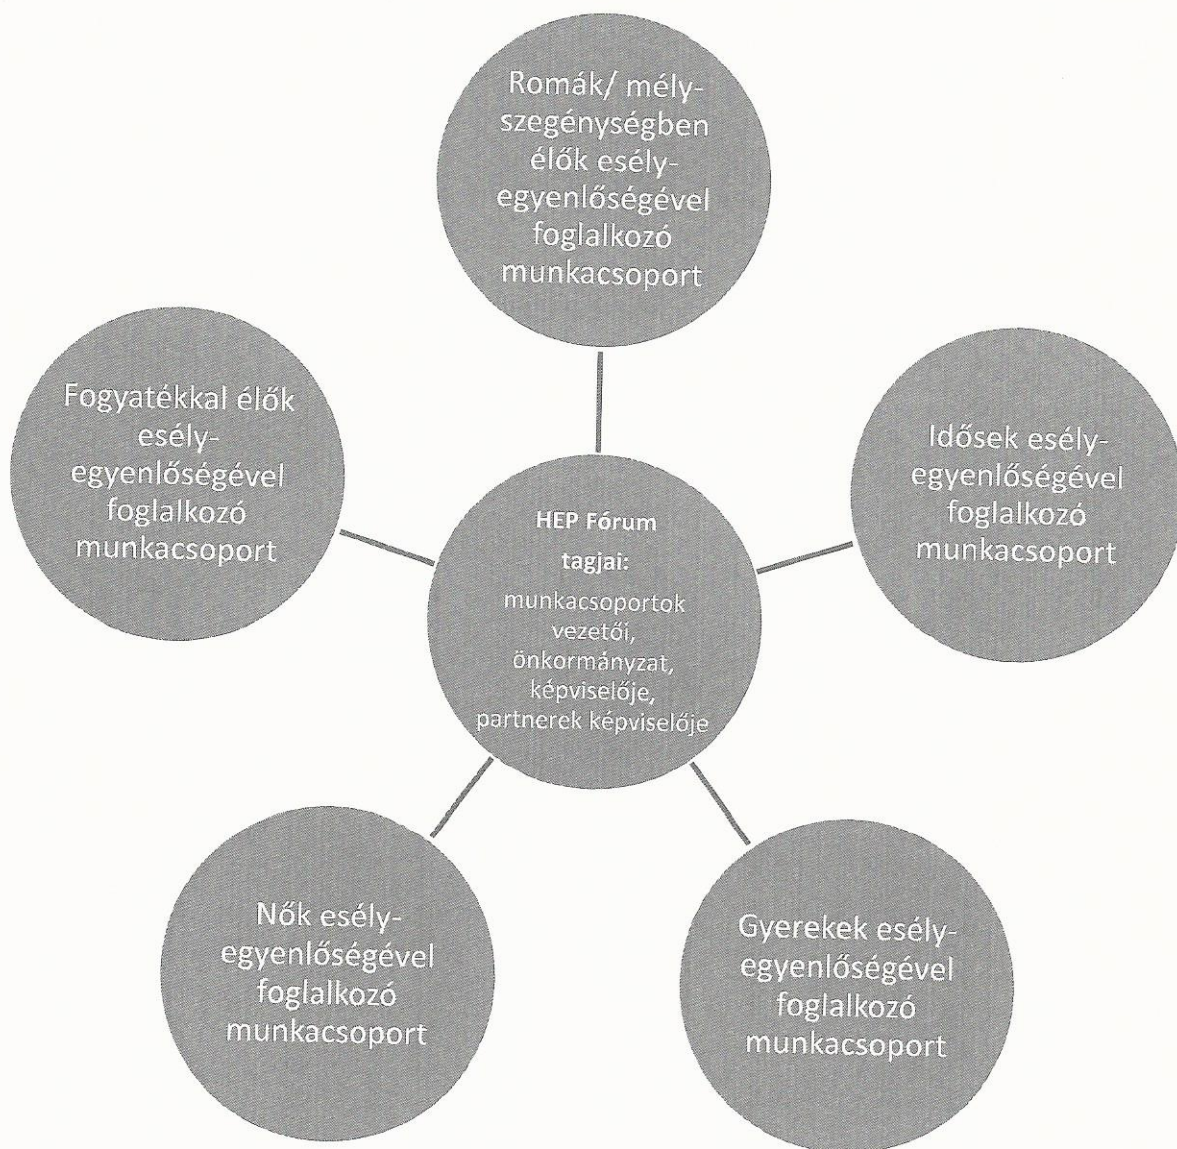 Romák/ mély-
szegénységben
élők esély-
egyenlőségével
foglalkozó
munkacsoport
Fogyatékkal élők
esély-
egyenlőségével
foglalkozó
munkacsoport
Idősek esély-
egyenlőségével
foglalkozó
munkacsoport
HEP Fórum
tagjai:
munkacsoportok
vezetői,
önkormányzat,
képviselője,
partnerek képviselője
Nők esély-
egyenlőségével
foglalkozó
munkacsoport
Gyerekek esély-
egyenlőségével
foglalkozó
munkacsoport